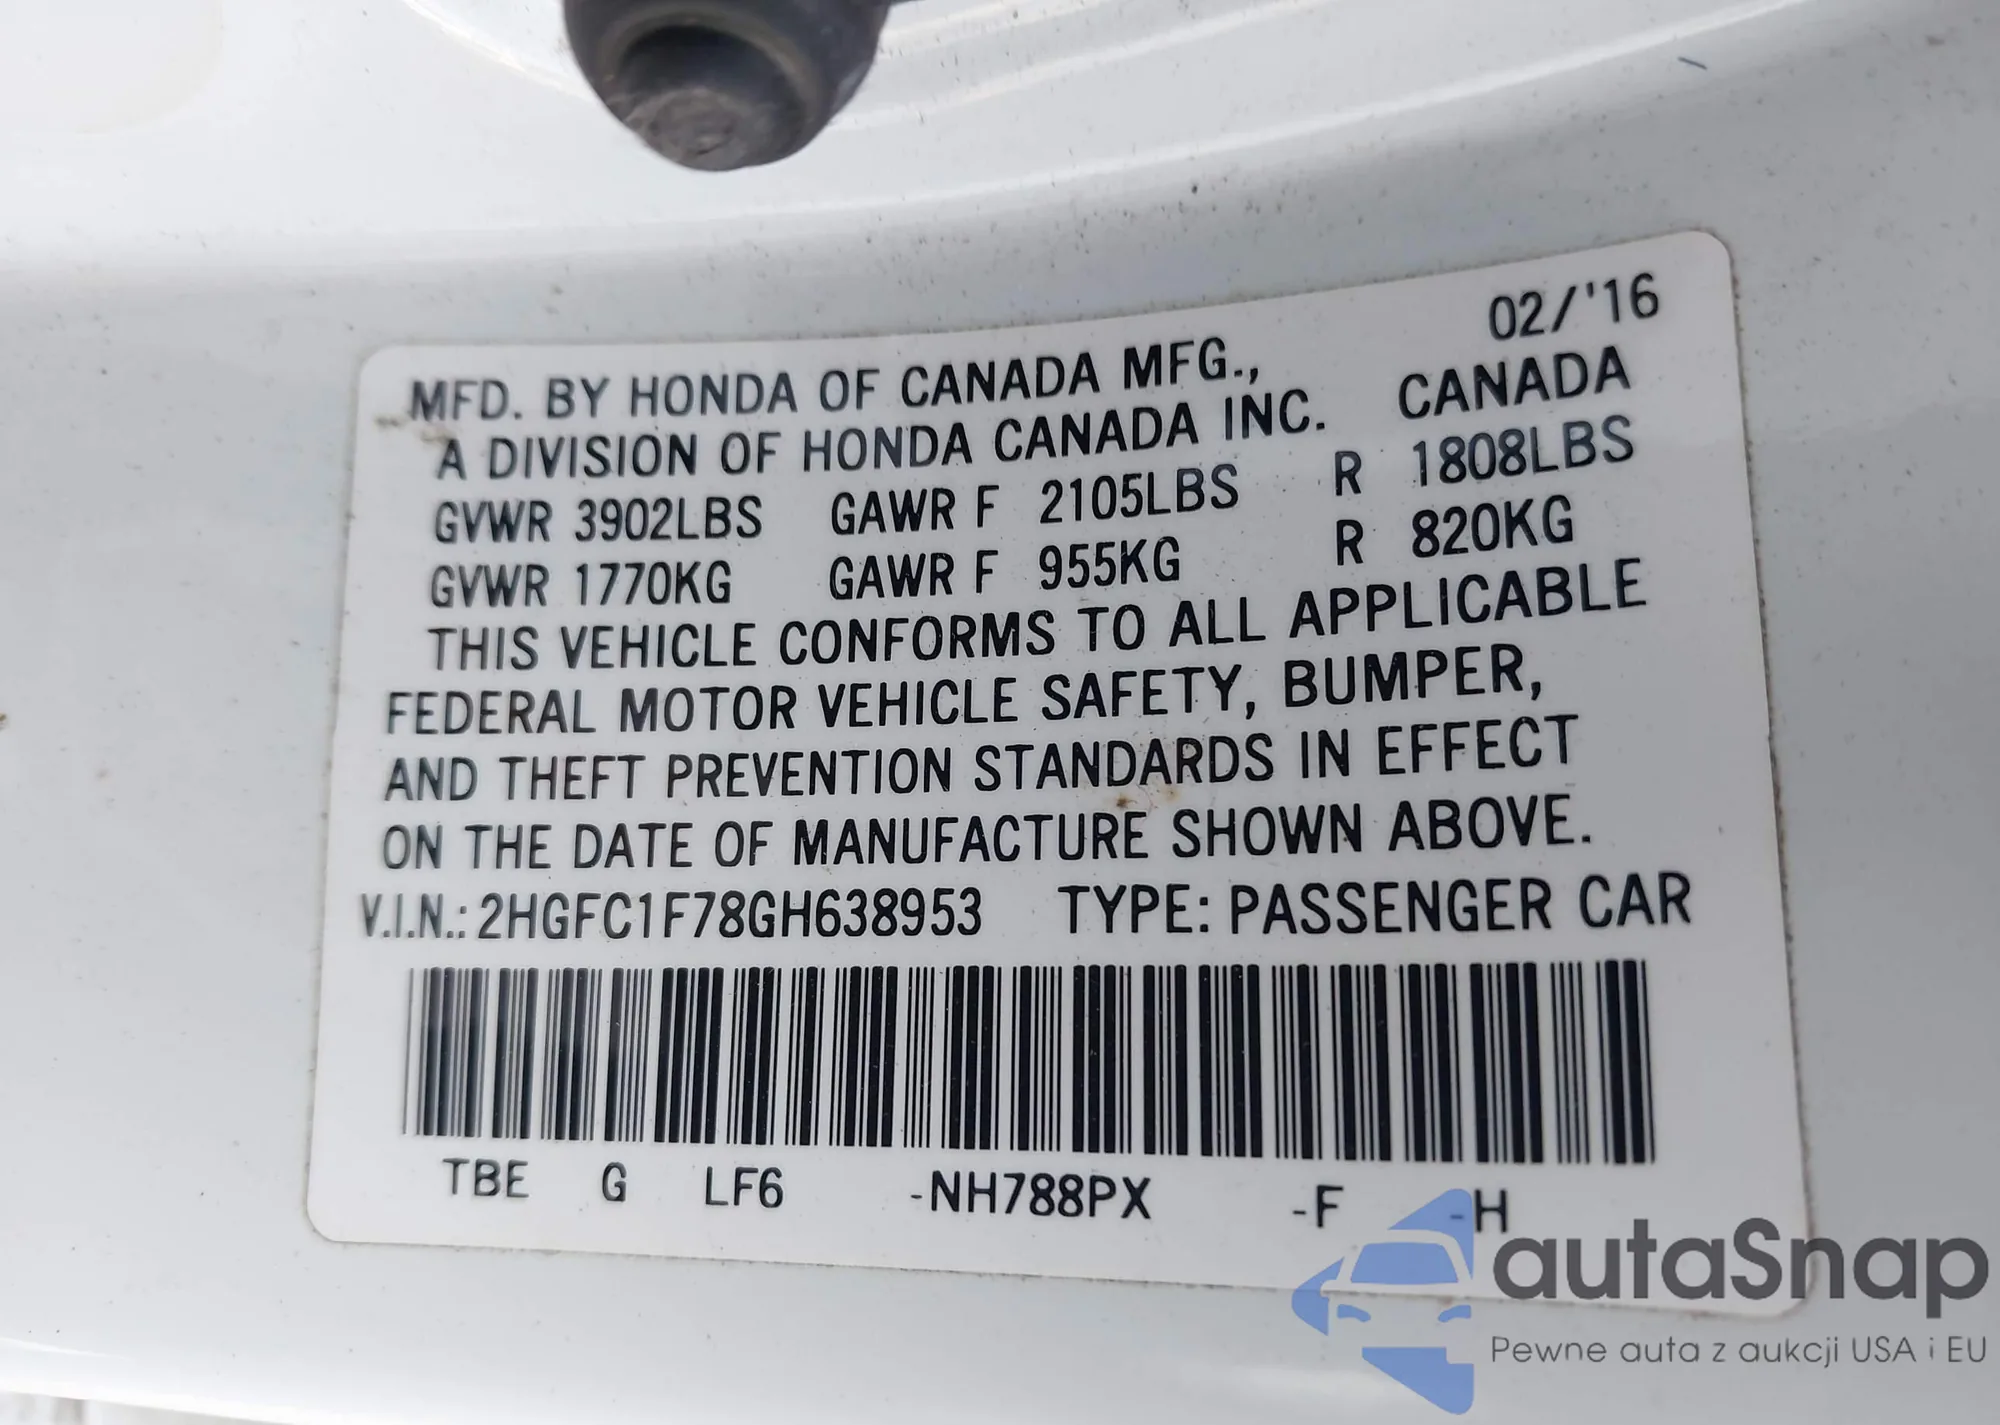 02/'16
MFD. BY HONDA OF CANADA MFG.,
A DIVISION OF HONDA CANADA INC. CANADA
GVWR 3902LBS GAWR F 2105LBS R 1808LBS
GVWR 1770KG GAWR F 955KG R 820KG
THIS VEHICLE CONFORMS TO ALL APPLICABLE
FEDERAL MOTOR VEHICLE SAFETY, BUMPER,
AND THEFT PREVENTION STANDARDS IN EFFECT
ON THE DATE OF MANUFACTURE SHOWN ABOVE.
V.I.N.: 2HGFC1F78GH638953 TYPE: PASSENGER CAR
TBE G LF6 -NH788PX -F -H
autaSnap
Pewne auta z aukcji USA i EU